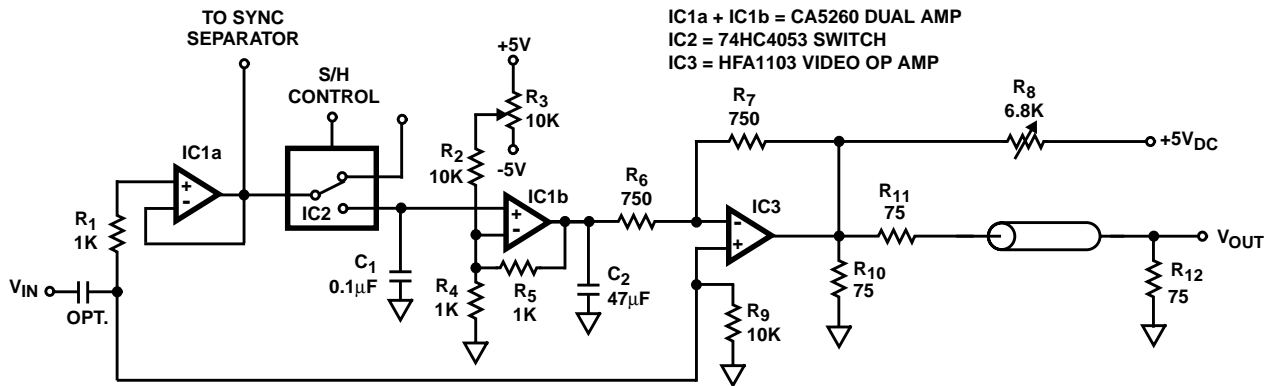 TO SYNC
SEPARATOR
IC1a + IC1b = CA5260 DUAL AMP
IC2 = 74HC4053 SWITCH
IC3 = HFA1103 VIDEO OP AMP
S/H
CONTROL
+5V
R3
10K
-5V
R2
10K
R7
750
R8
6.8K
+5VDC
IC1a
+
-
IC2
R1
1K
IC1b
+
-
R6
750
IC3
-
+
R11
75
VOUT
VIN
OPT.
C1
0.1μF
R4
1K
R5
1K
C2
47μF
R9
10K
R10
75
R12
75